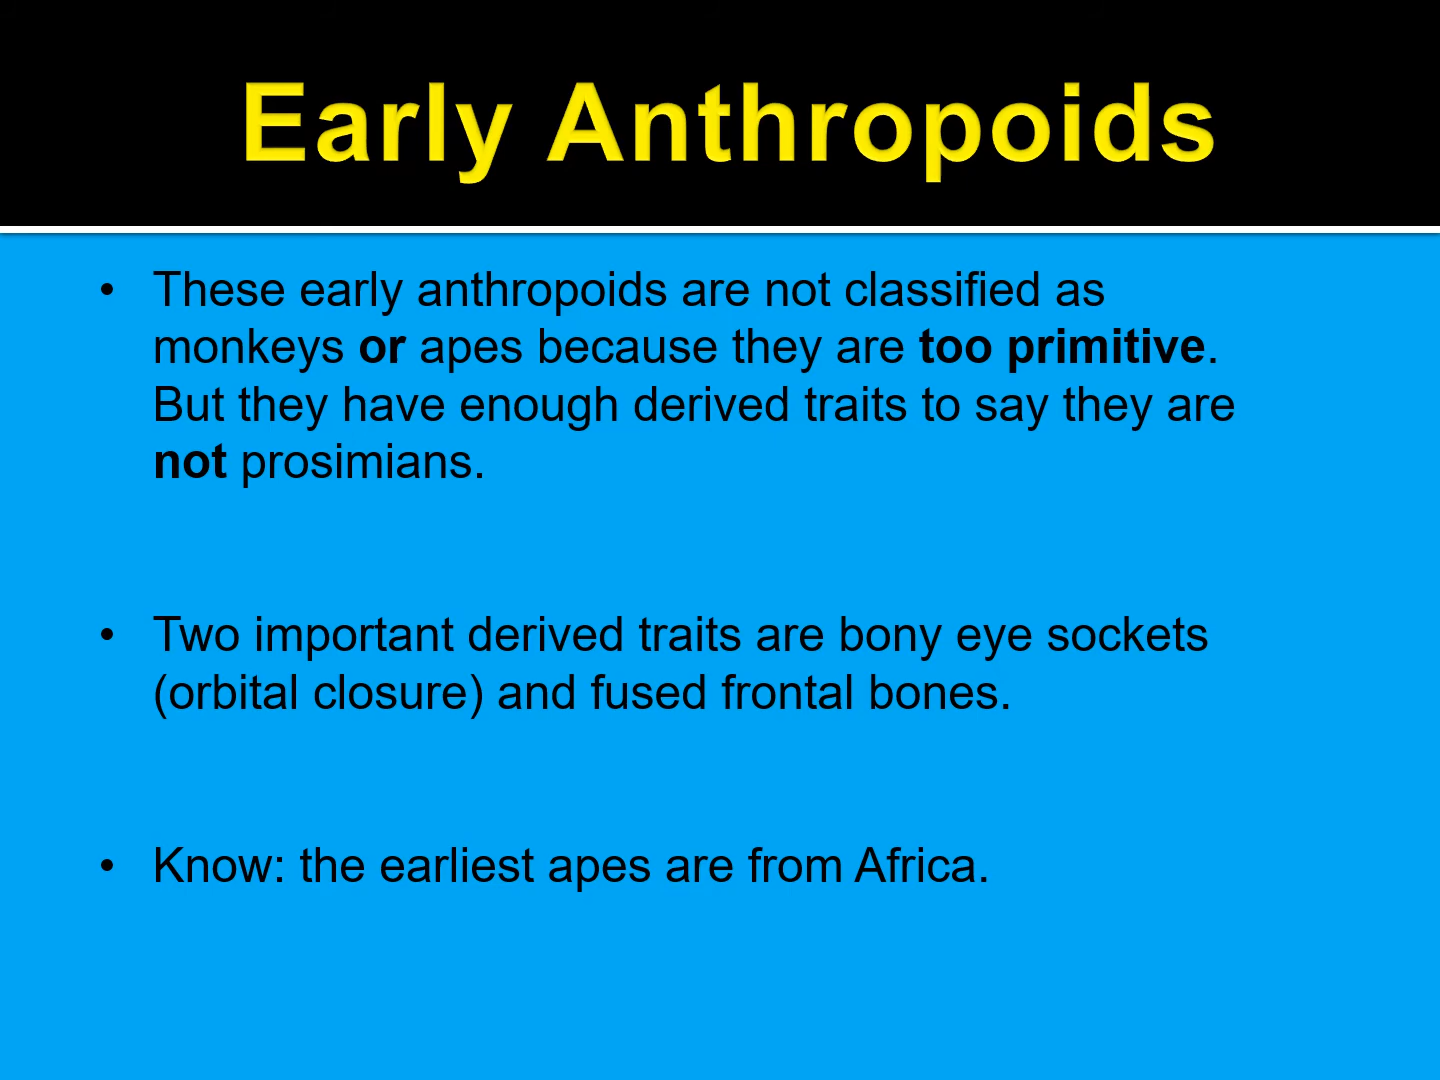 Early Anthropoids
• These early anthropoids are not classified as
monkeys or apes because they are too primitive.
But they have enough derived traits to say they are
not prosimians.
• Two important derived traits are bony eye sockets
(orbital closure) and fused frontal bones.
• Know: the earliest apes are from Africa.